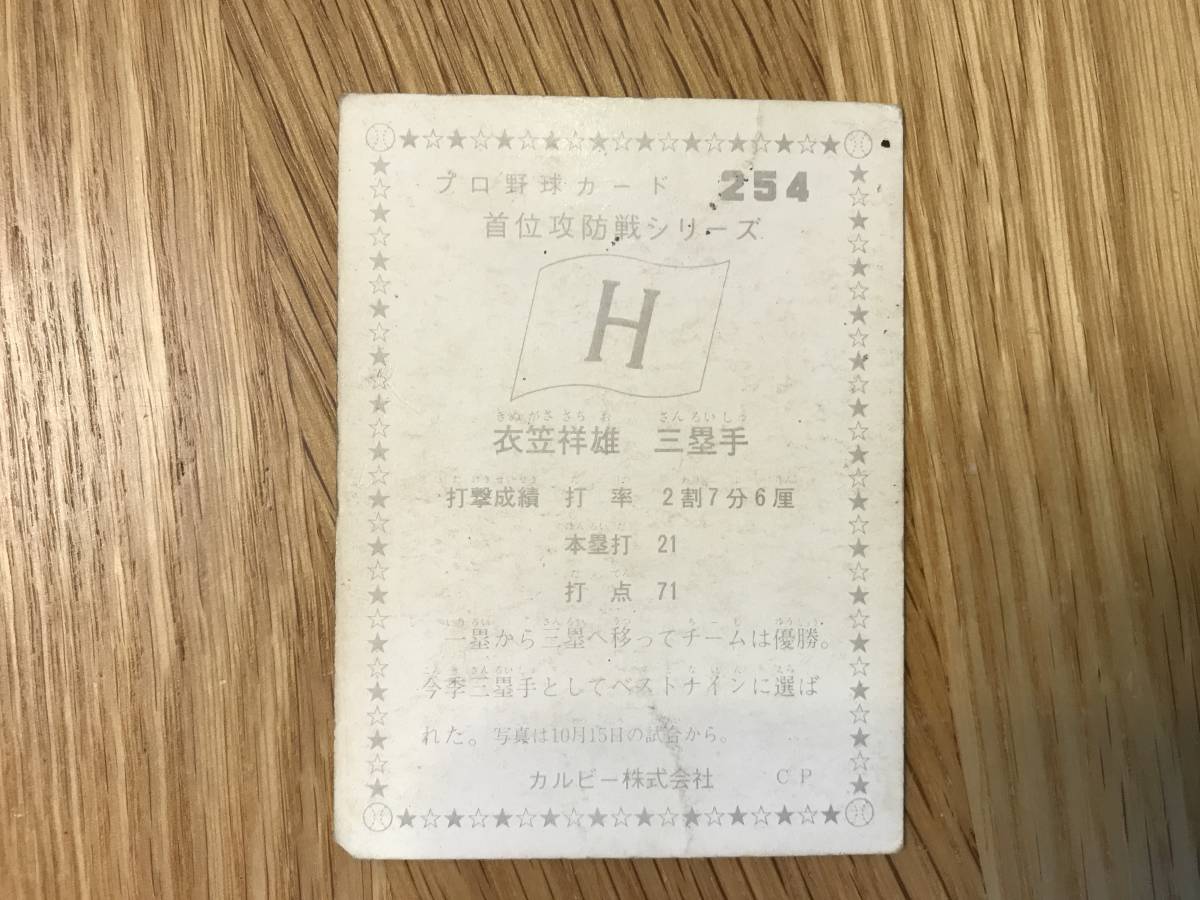 プロ野球カード 254
首位攻防戦シリーズ
H
きぬ がさ さち お さん るい しゅ
衣笠祥雄 三塁手
打撃成績 打率 2割7分6厘
ほん るい だ
本塁打 21
打点 71
一塁から三塁へ移ってチームは優勝。
今季三塁手としてベストナインに選ば
れた。写真は10月15日の試合から。
カルビー株式会社 CP